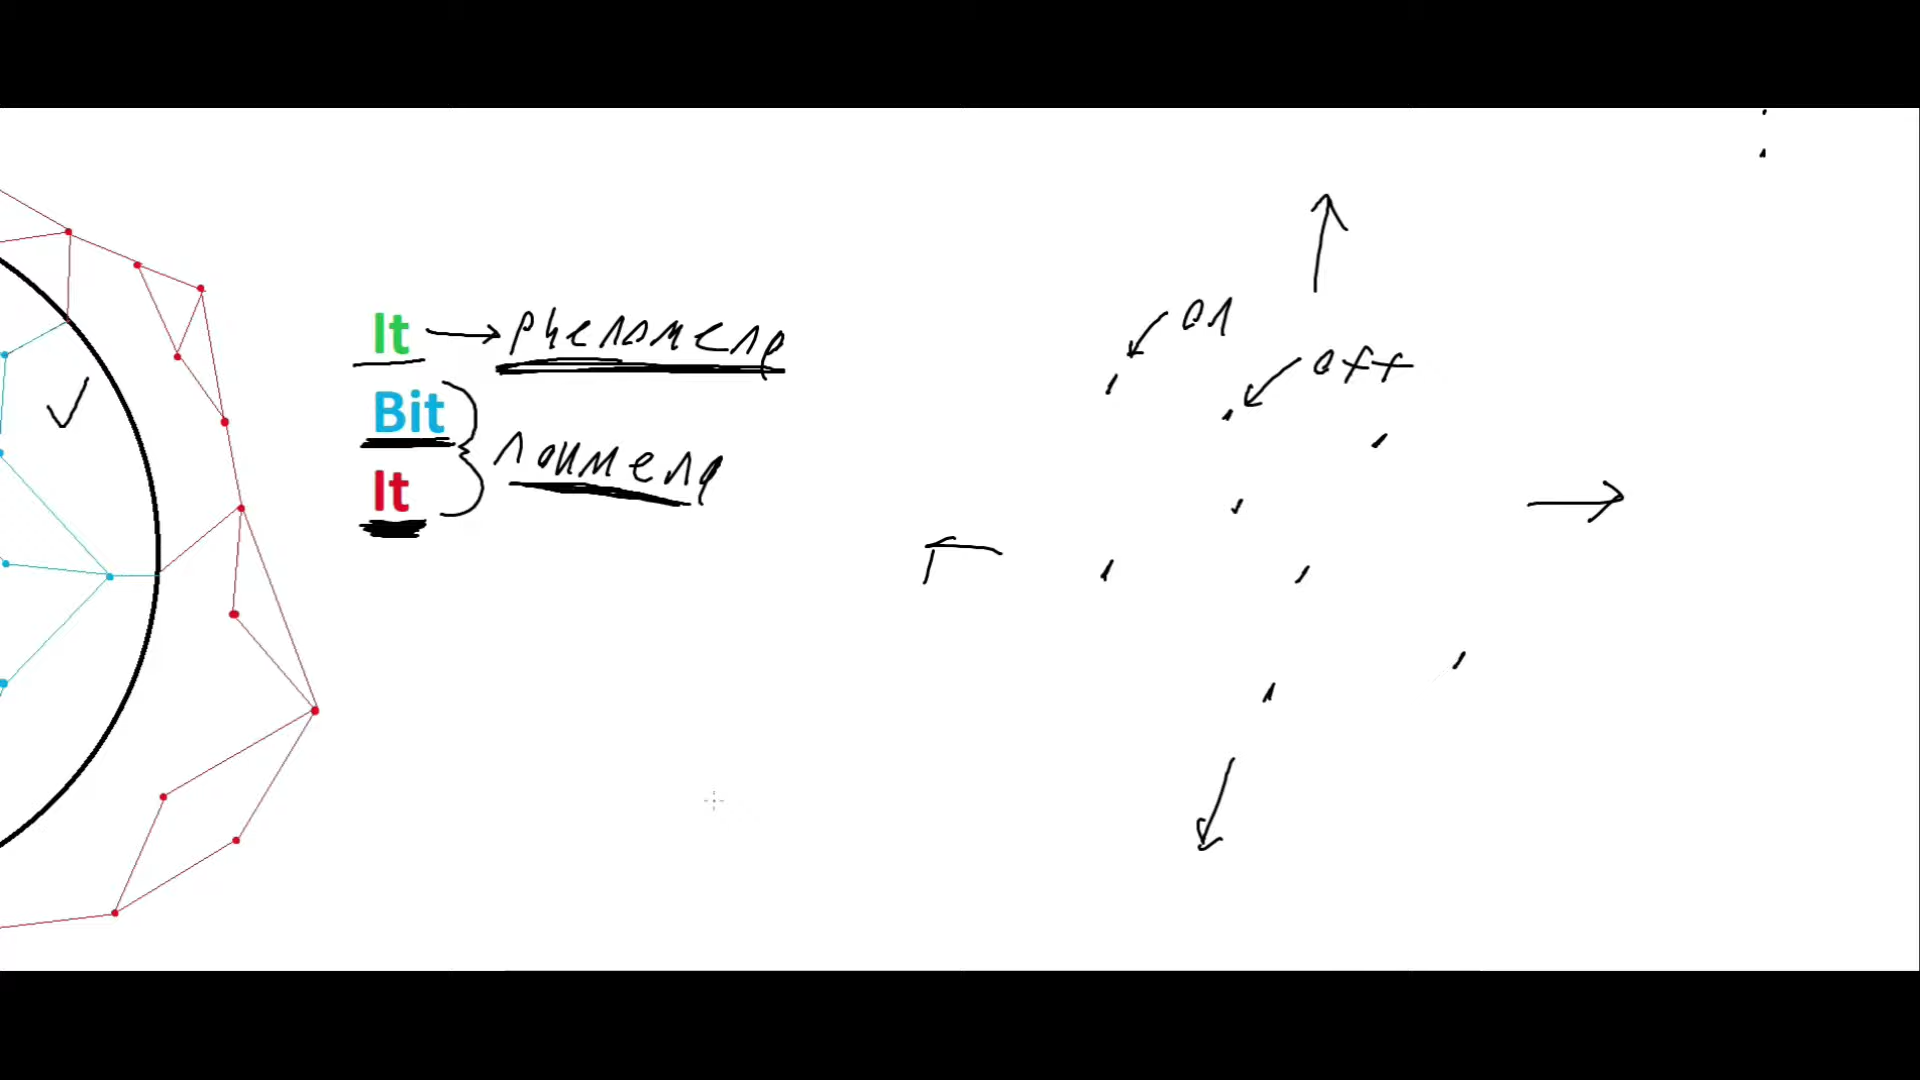 It → phenomena
Bit
noumena
It
on
off